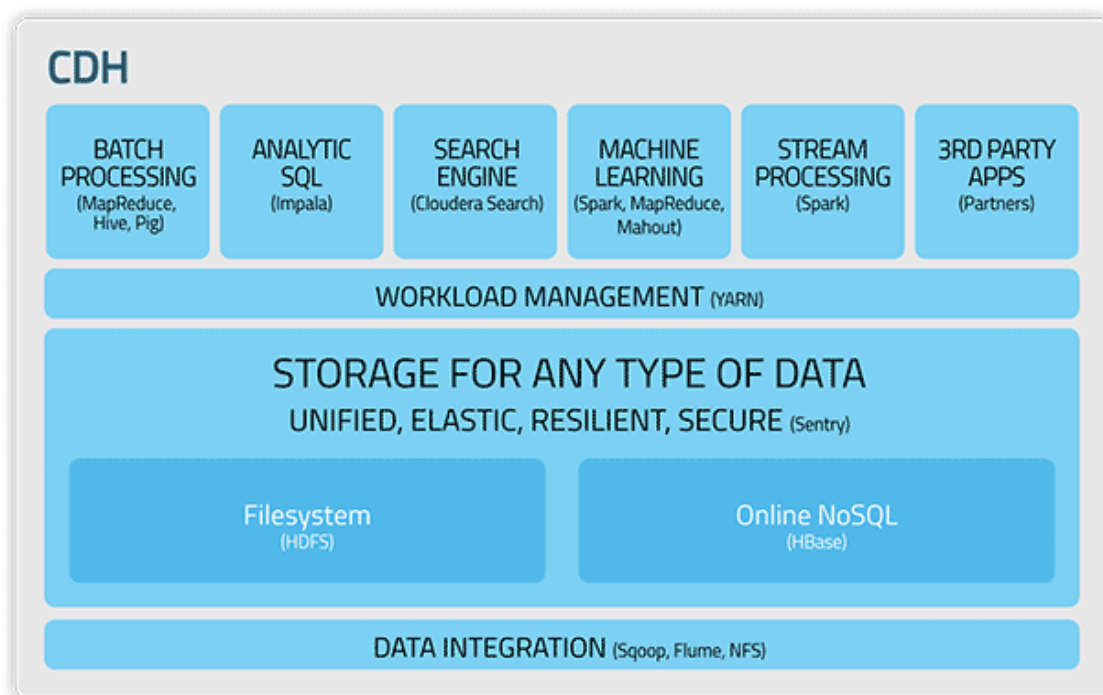 CDH
BATCH
PROCESSING
(MapReduce,
Hive, Pig)
ANALYTIC
SQL
(Impala)
SEARCH
ENGINE
(Cloudera Search)
MACHINE
LEARNING
(Spark, MapReduce,
Mahout)
STREAM
PROCESSING
(Spark)
3RD PARTY
APPS
(Partners)
WORKLOAD MANAGEMENT (YARN)
STORAGE FOR ANY TYPE OF DATA
UNIFIED, ELASTIC, RESILIENT, SECURE (Sentry)
Filesystem
(HDFS)
Online NoSQL
(HBase)
DATA INTEGRATION (Sqoop, Flume, NFS)